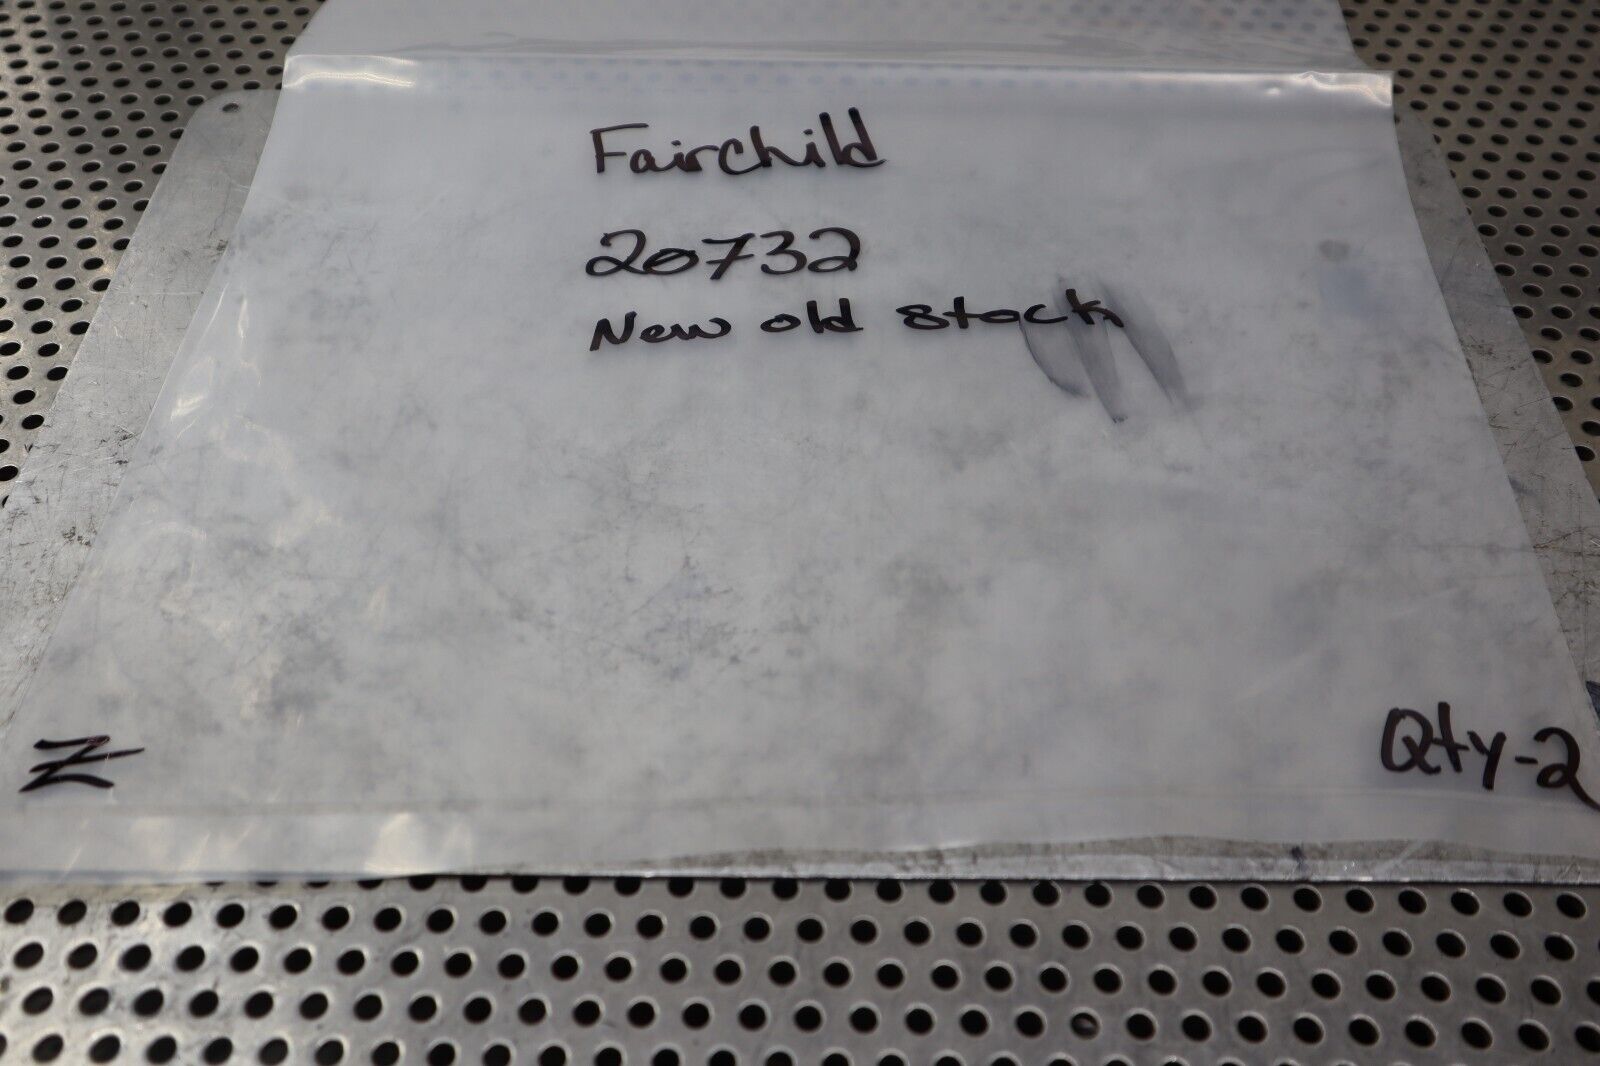 Fairchild
20732
New old stock
Z
Qty-2